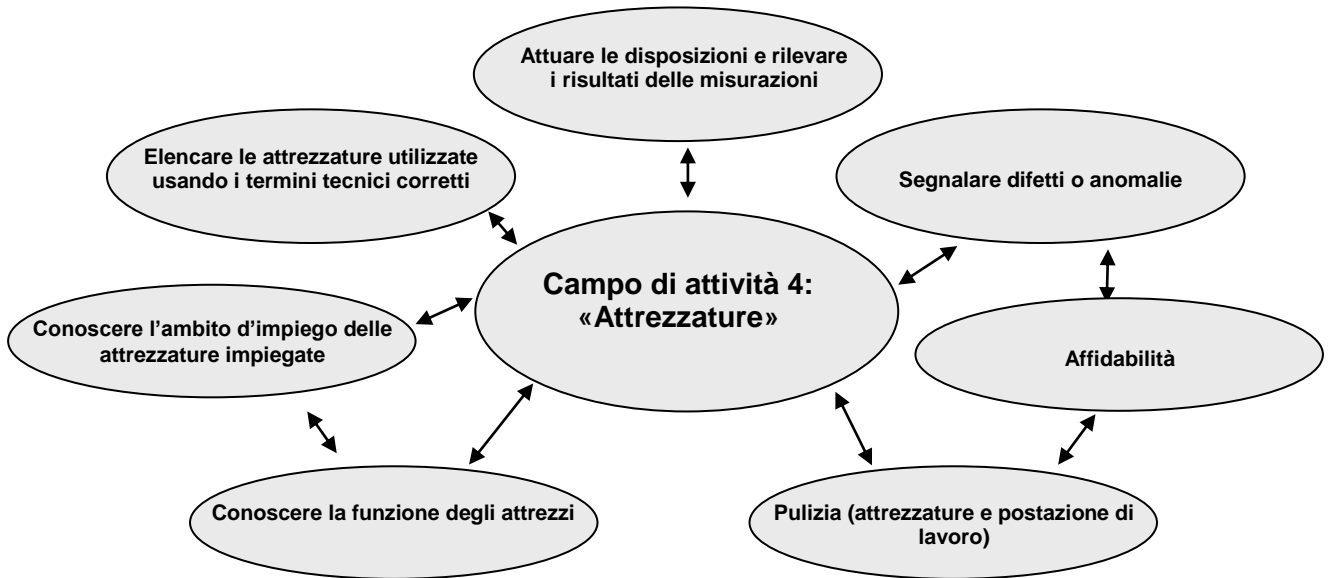 Attuare le disposizioni e rilevare
i risultati delle misurazioni
Elencare le attrezzature utilizzate
usando i termini tecnici corretti
Segnalare difetti o anomalie
Campo di attività 4:
«Attrezzature»
Conoscere l’ambito d’impiego delle
attrezzature impiegate
Affidabilità
Conoscere la funzione degli attrezzi
Pulizia (attrezzature e postazione di
lavoro)